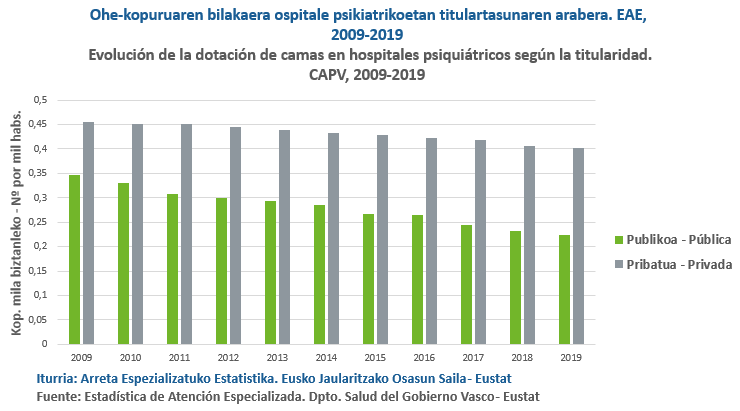 Ohe-kopuruaren bilakaera ospitale psikiatrikoetan titulartasunaren arabera. EAE,
2009-2019
Evolución de la dotación de camas en hospitales psiquiátricos según la titularidad.
CAPV, 2009-2019
Kop. mila biztanleko - Nº por mil habs.
0,5
0,45
0,4
0,35
0,3
0,25
0,2
0,15
0,1
0,05
0
2009 2010 2011 2012 2013 2014 2015 2016 2017 2018 2019
Publikoa - Pública
Pribatua - Privada
Iturria: Arreta Espezializatuko Estatistika. Eusko Jaularitzako Osasun Saila- Eustat
Fuente: Estadística de Atención Especializada. Dpto. Salud del Gobierno Vasco- Eustat